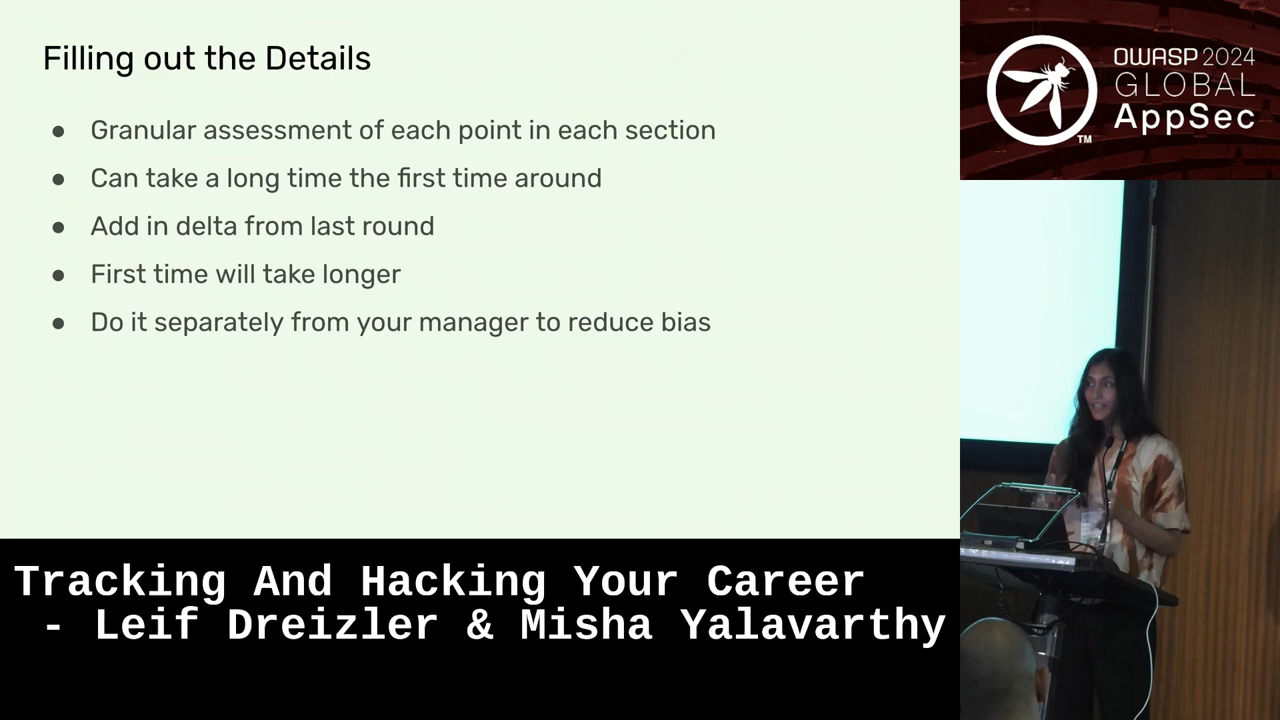 Filling out the Details
● Granular assessment of each point in each section
● Can take a long time the first time around
● Add in delta from last round
● First time will take longer
● Do it separately from your manager to reduce bias
OWASP 2024
GLOBAL
AppSec
TM
Tracking And Hacking Your Career
- Leif Dreizler & Misha Yalavarthy